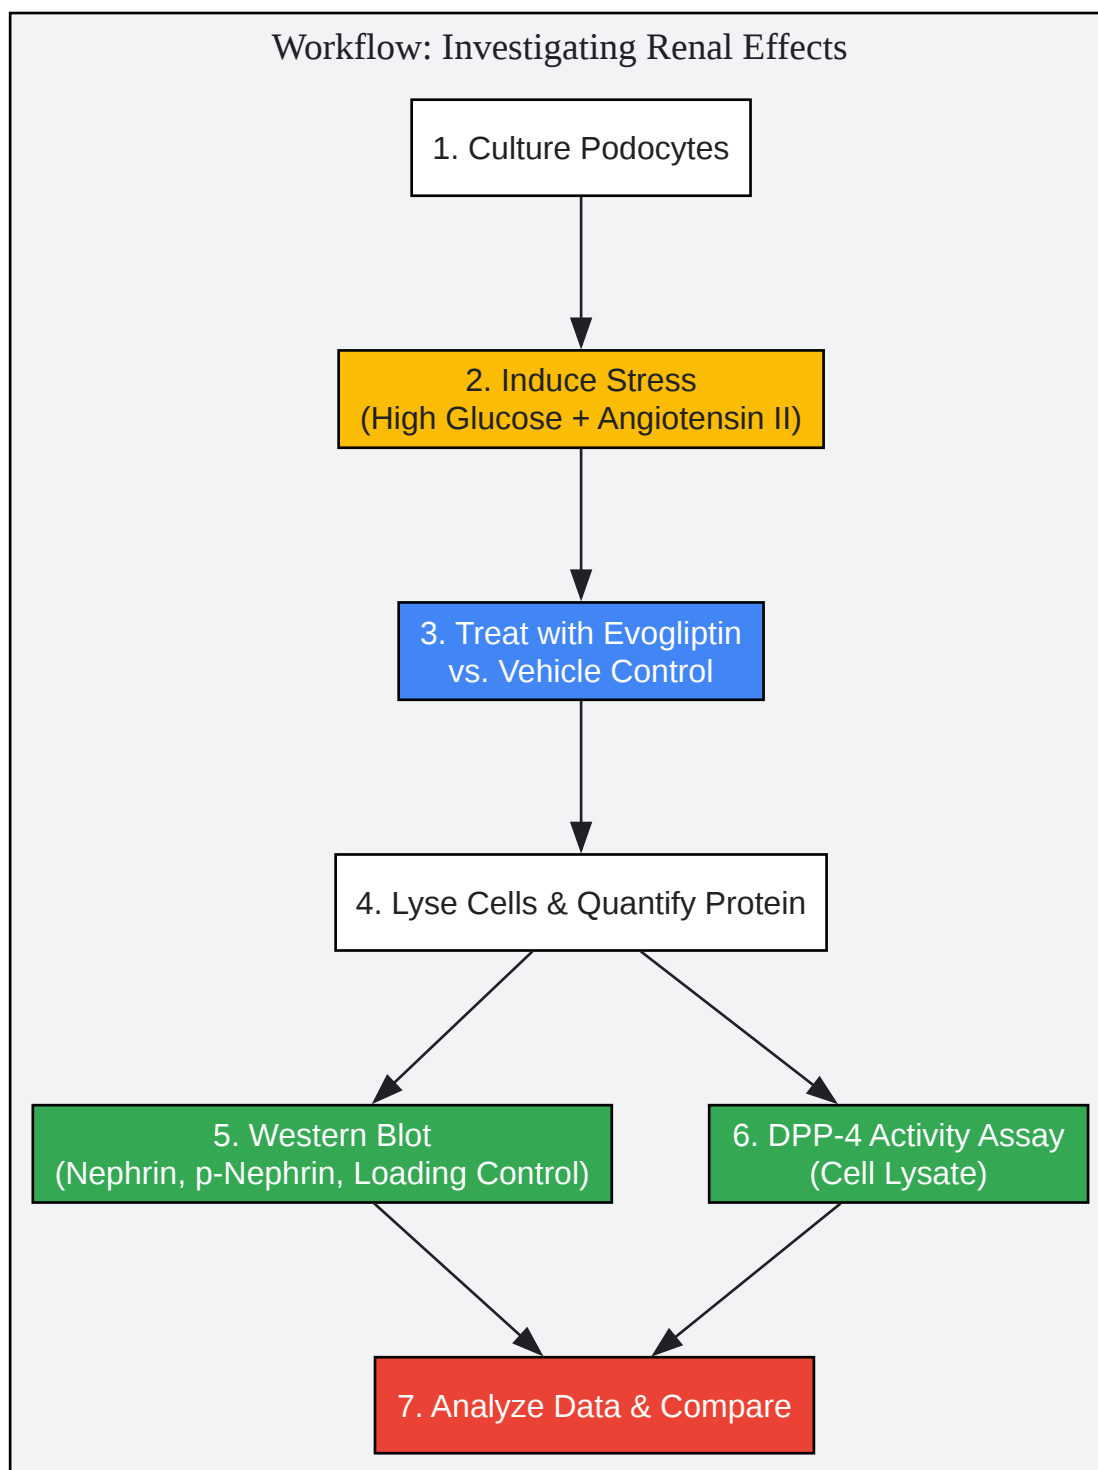 Workflow: Investigating Renal Effects
1. Culture Podocytes
2. Induce Stress
(High Glucose + Angiotensin II)
3. Treat with Evogliptin
vs. Vehicle Control
4. Lyse Cells & Quantify Protein
5. Western Blot
(Nephrin, p-Nephrin, Loading Control)
6. DPP-4 Activity Assay
(Cell Lysate)
7. Analyze Data & Compare